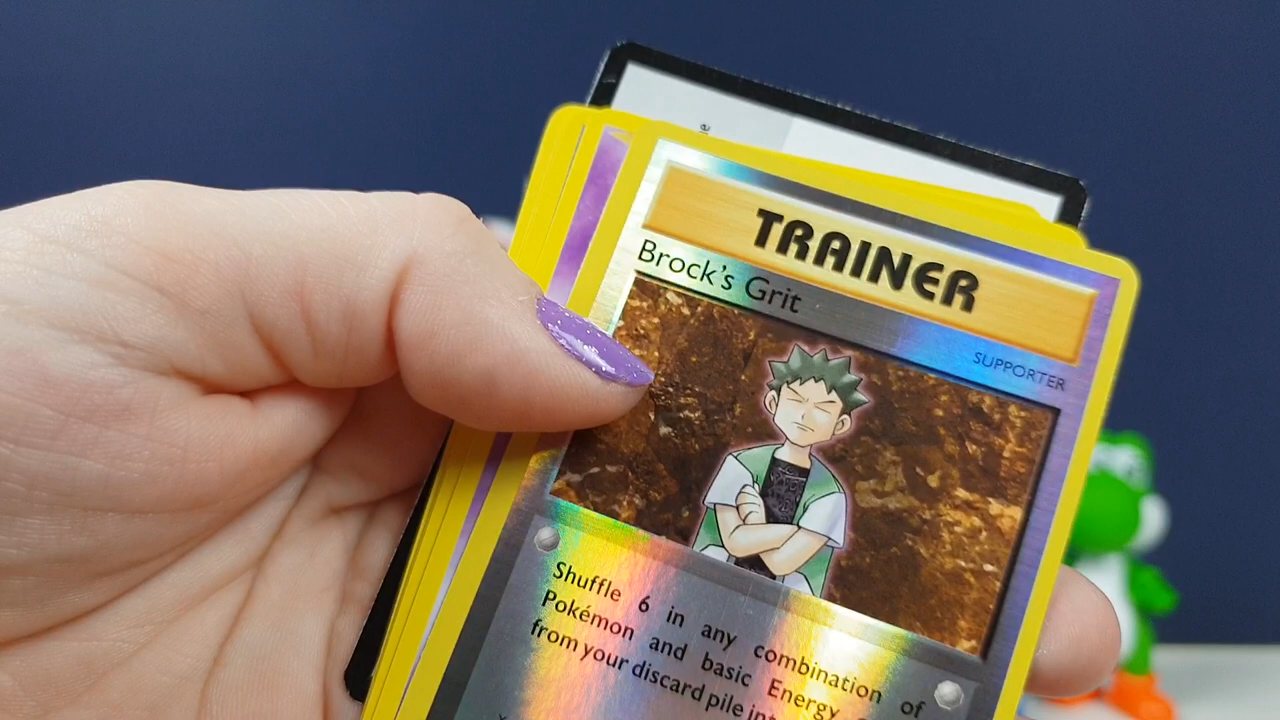 TRAINER
Brock's Grit
SUPPORTER
Shuffle 6 in any combination of
Pokémon and basic Energy
from your discard pile